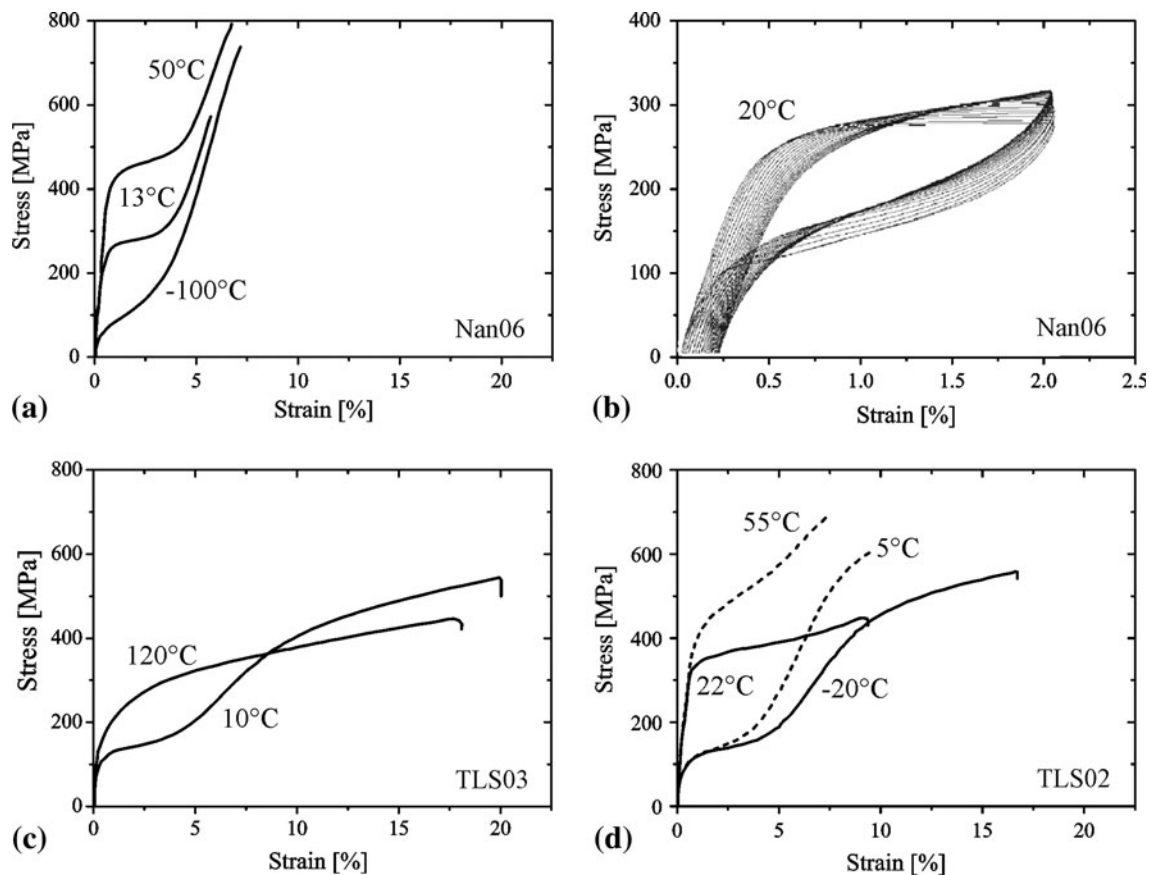 800
600
400
200
0
Stress [MPa]
50°C
13°C
-100°C
Nan06
0
5
10
15
20
Strain [%]
(a)
400
300
200
100
0
Stress [MPa]
20°C
Nan06
0.0
0.5
1.0
1.5
2.0
2.5
Strain [%]
(b)
800
600
400
200
0
Stress [MPa]
120°C
10°C
TLS03
0
5
10
15
20
Strain [%]
(c)
800
600
400
200
0
Stress [MPa]
55°C
5°C
22°C
-20°C
TLS02
0
5
10
15
20
Strain [%]
(d)